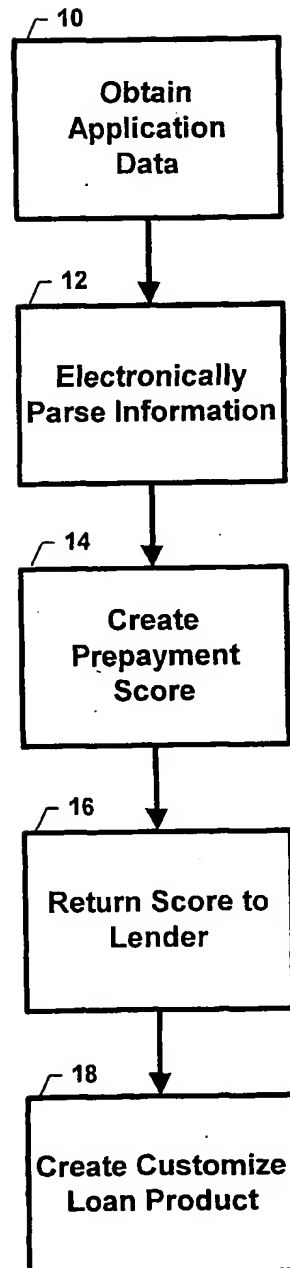 10
Obtain
Application
Data
12
Electronically
Parse Information
14
Create
Prepayment
Score
16
Return Score to
Lender
18
Create Customize
Loan Product